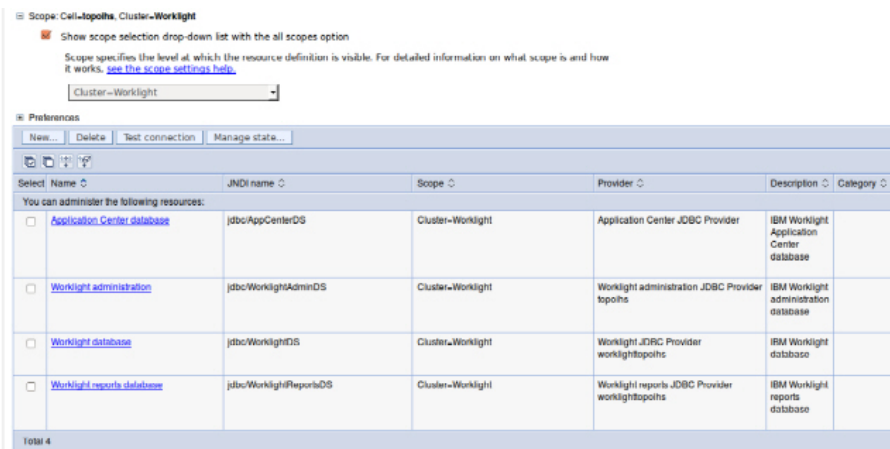 Scope: Cell=topolhs, Cluster=Worklight
Show scope selection drop-down list with the all scopes option
Scope specifies the level at which the resource definition is visible. For detailed information on what scope is and how
it works, see the scope settings help.
Cluster=Worklight
Preferences
New... Delete Test connection Manage state...
Select Name JNDI name Scope Provider Description Category
You can administer the following resources:
Application Center database jdbc/AppCenterDS Cluster=Worklight Application Center JDBC Provider IBM Worklight
Application
Center
database
Worklight administration jdbc/WorklightAdminDS Cluster=Worklight Worklight administration JDBC Provider IBM Worklight
topolhs administration
database
Worklight database jdbc/WorklightDS Cluster=Worklight Worklight JDBC Provider IBM Worklight
worklighttopolhs database
Worklight reports database jdbc/WorklightReportsDS Cluster=Worklight Worklight reports JDBC Provider IBM Worklight
worklighttopolhs reports
database
Total 4